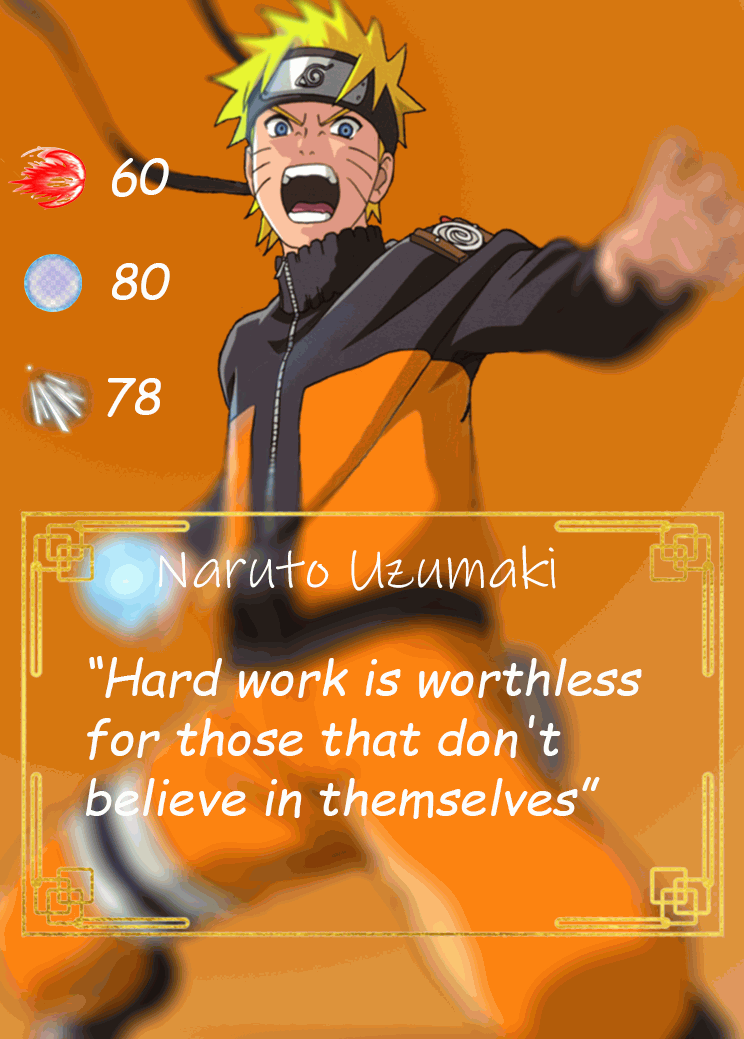 60
80
78
Naruto Uzumaki
“Hard work is worthless
for those that don't
believe in themselves”